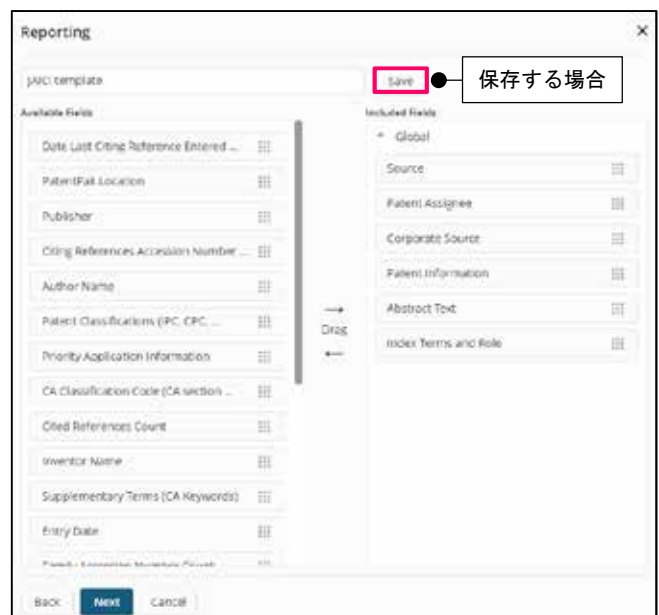 Reporting
Save
保存する場合
Available Fields
Included Fields
Date Last Citing Reference Entered ...
PatentPak Location
Publisher
Citing References Accession Number ...
Author Name
Patent Classifications (IPC, CPC, ...
Priority Application Information
CA Classification Code (CA section ...
Cited References Count
Inventor Name
Supplementary Terms (CA Keywords)
Entry Date
Global
Source
Patent Assignee
Corporate Source
Patent Information
Abstract Text
Index Terms and Role
Drag
Back
Next
Cancel